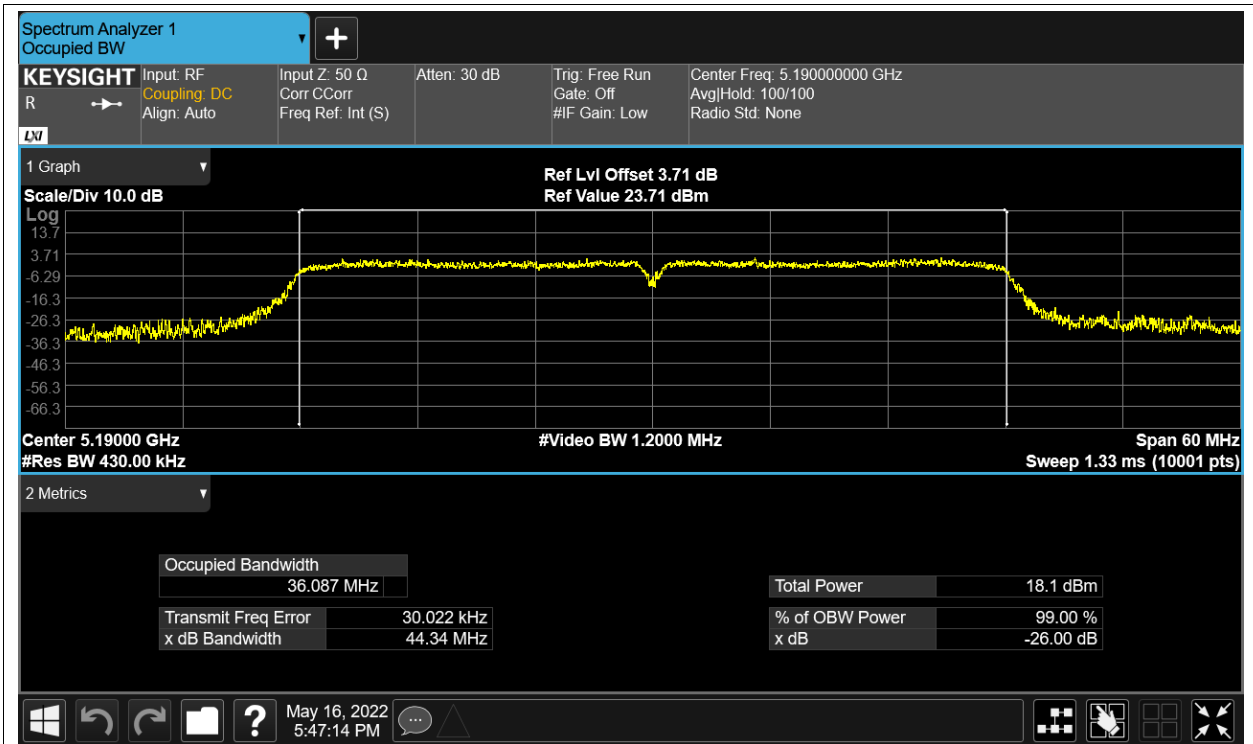 Spectrum Analyzer 1
Occupied BW
KEYSIGHT
R
LXI
Input: RF
Coupling: DC
Align: Auto
Input Z: 50 Ω
Corr CCorr
Freq Ref: Int (S)
Atten: 30 dB
Trig: Free Run
Gate: Off
#IF Gain: Low
Center Freq: 5.190000000 GHz
Avg|Hold: 100/100
Radio Std: None
1 Graph
Scale/Div 10.0 dB
Ref Lvl Offset 3.71 dB
Ref Value 23.71 dBm
Log
13.7
3.71
-6.29
-16.3
-26.3
-36.3
-46.3
-56.3
-66.3
Center 5.19000 GHz
#Video BW 1.2000 MHz
Span 60 MHz
#Res BW 430.00 kHz
Sweep 1.33 ms (10001 pts)
2 Metrics
Occupied Bandwidth
36.087 MHz
Transmit Freq Error 30.022 kHz
x dB Bandwidth 44.34 MHz
Total Power 18.1 dBm
% of OBW Power 99.00 %
x dB -26.00 dB
?
May 16, 2022
5:47:14 PM